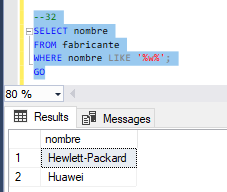 --32
SELECT nombre
FROM fabricante
WHERE nombre LIKE '%w%';
GO
80 %
Results Messages
nombre
1 Hewlett-Packard
2 Huawei